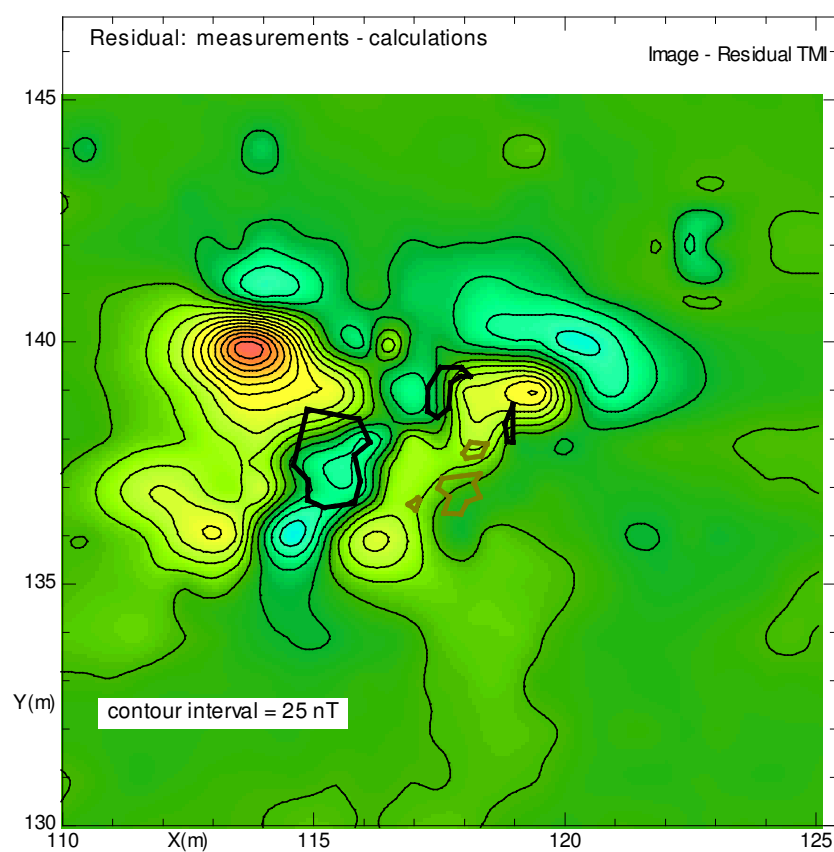 Residual: measurements - calculations
Image - Residual TMI
145
140
135
Y(m)
contour interval = 25 nT
130
110
X(m)
115
120
125